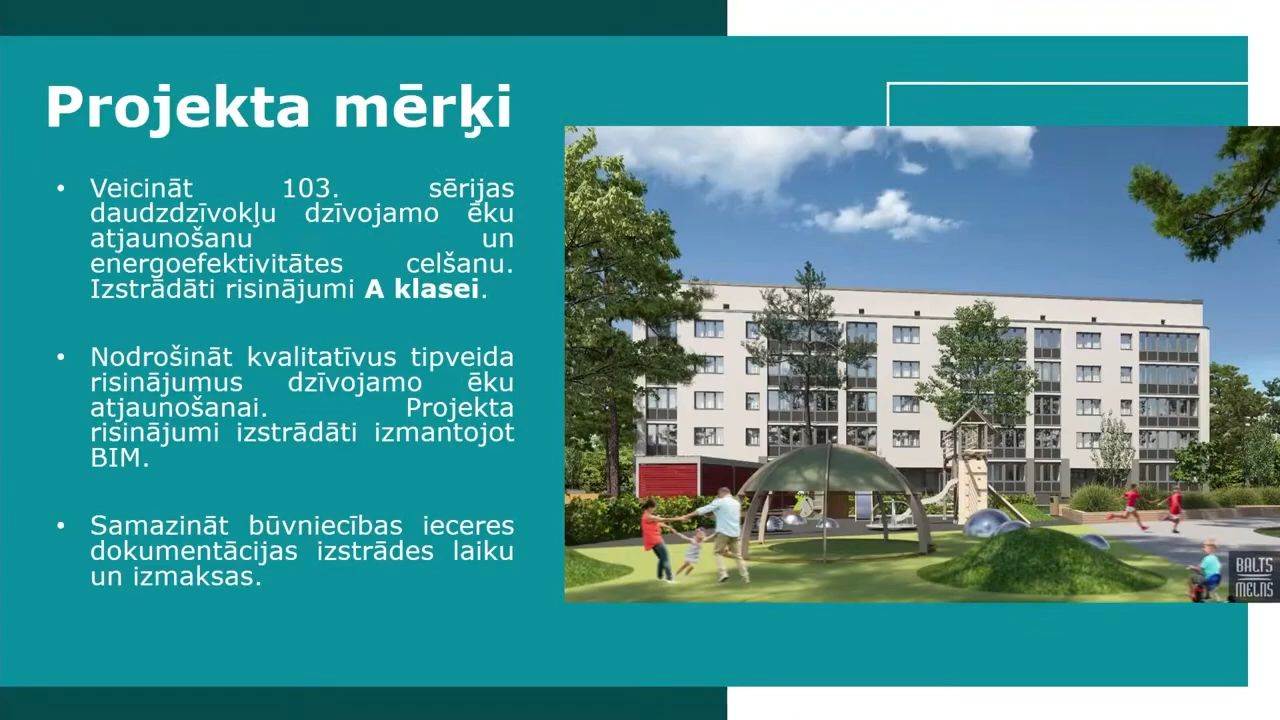 Projekta mērķi
• Veicināt 103. sērijas
daudzdzīvokļu dzīvojamo ēku
atjaunošanu un
energoefektivitātes celšanu.
Izstrādāti risinājumi A klasei.
• Nodrošināt kvalitatīvus tipveida
risinājumus dzīvojamo ēku
atjaunošanai. Projekta
risinājumi izstrādāti izmantojot
BIM.
• Samazināt būvniecības ieceres
dokumentācijas izstrādes laiku
un izmaksas.
BALTS
MELNS